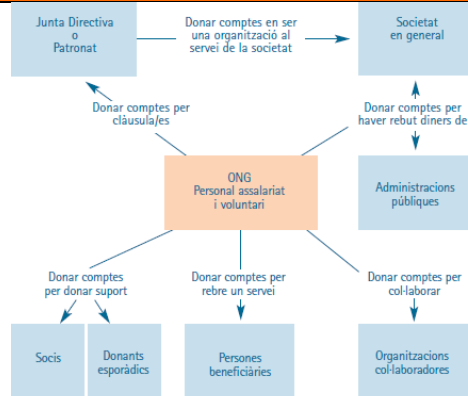 Junta Directiva
o
Patronat
Donar comptes en ser
una organització al
servei de la societat
Societat
en general
Donar comptes per
clàusula/es
Donar comptes per
haver rebut diners de
ONG
Personal assalariat
i voluntari
Administracions
públiques
Donar comptes
per donar suport
Donar comptes per
rebre un servei
Donar comptes per
col·laborar
Socis
Donants
esporàdics
Persones
beneficiàries
Organitzacions
col·laboradores